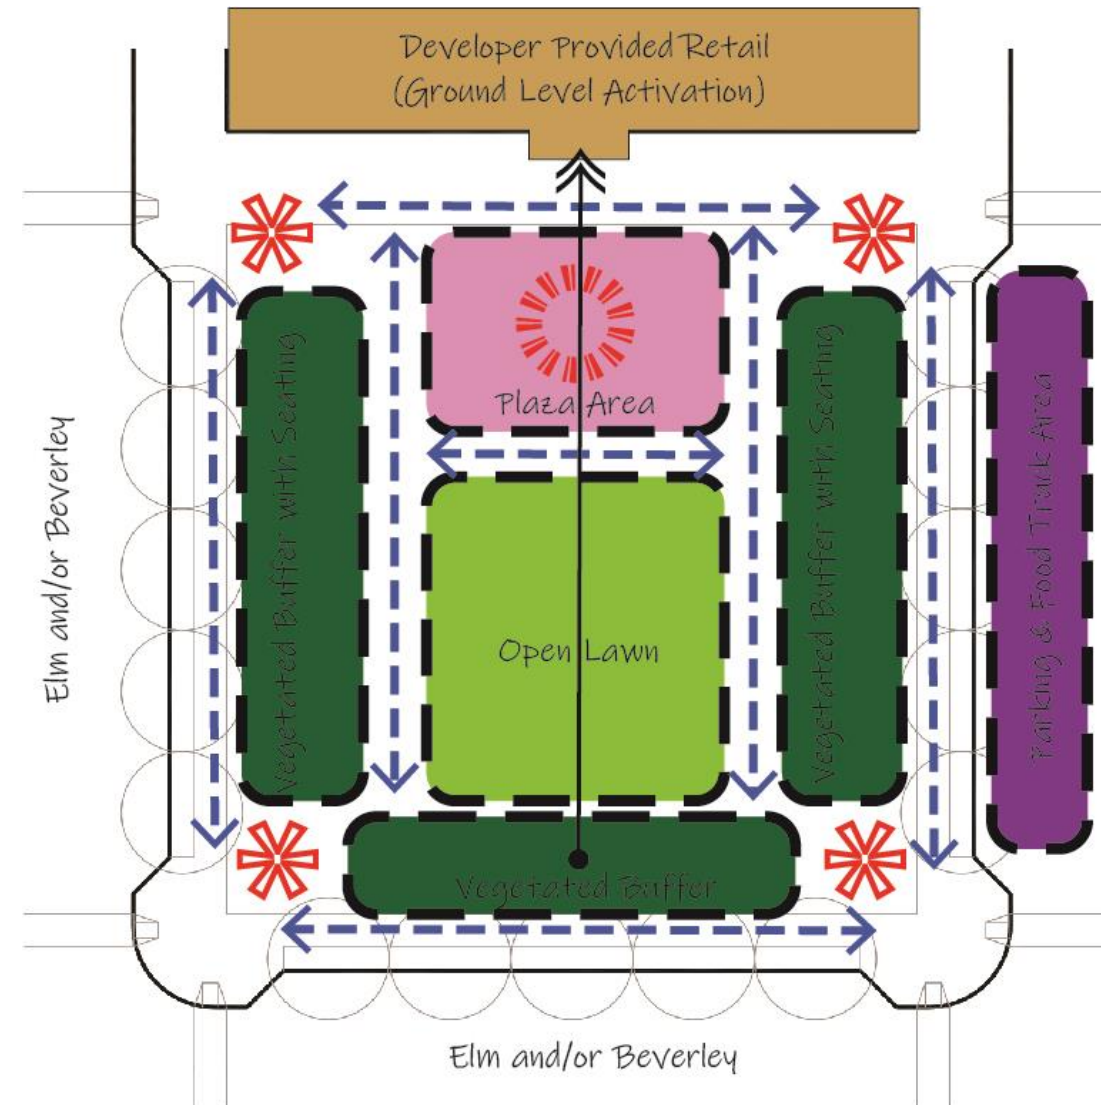 Developer Provided Retail
(Ground Level Activation)
Plaza Area
Vegetated Buffer with Seating
Vegetated Buffer with Seating
Parking & Food Truck Area
Elm and/or Beverley
Open Lawn
Vegetated Buffer
Elm and/or Beverley